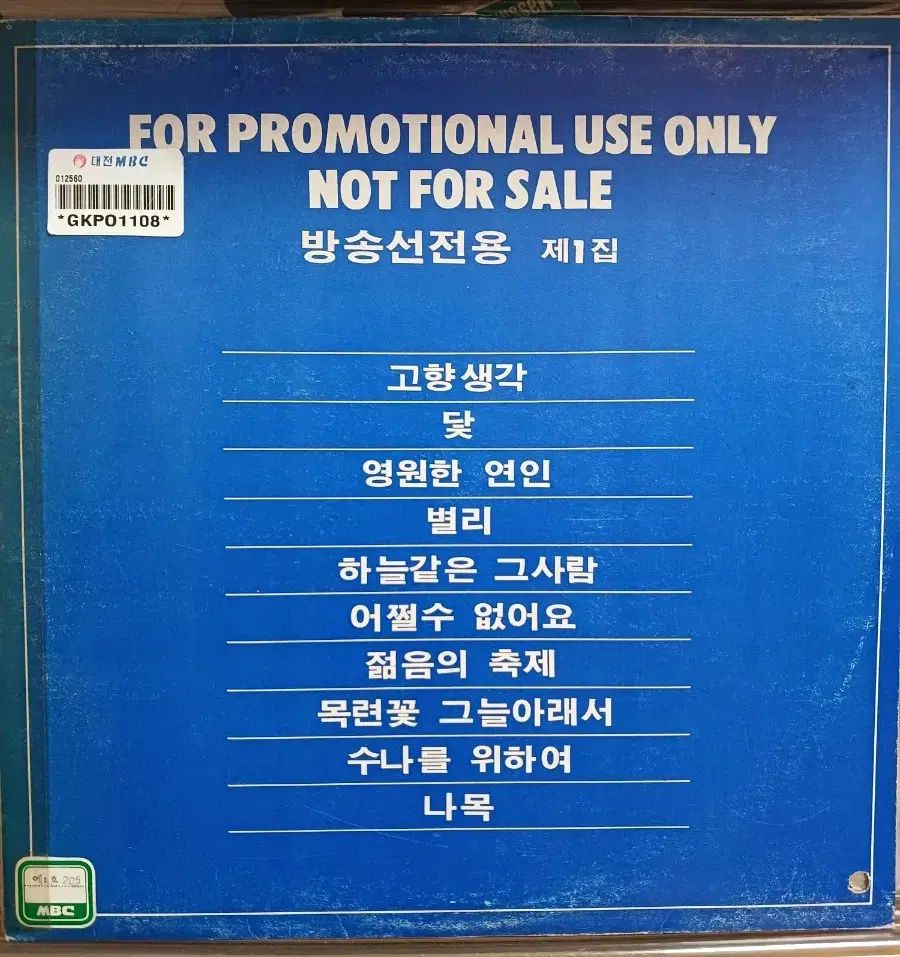 FOR PROMOTIONAL USE ONLY
NOT FOR SALE
대전MBC
012560
*GKPO1108*
방송선전용 제1집
고향생각
닻
영원한 연인
별리
하늘같은 그사람
어쩔수 없어요
젊음의 축제
목련꽃 그늘아래서
수나를 위하여
나목
205
MBC